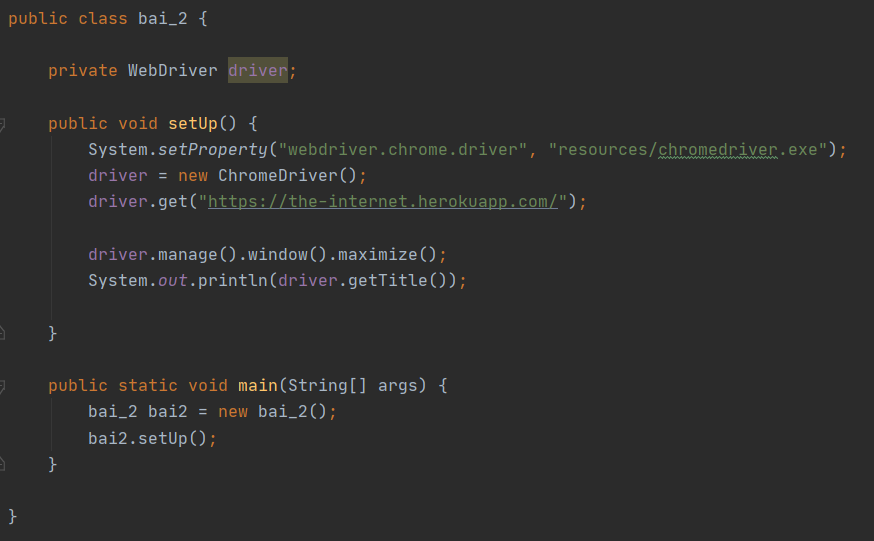 public class bai_2 {
private WebDriver driver;
public void setUp() {
System.setProperty("webdriver.chrome.driver", "resources/chromedriver.exe");
driver = new ChromeDriver();
driver.get("https://the-internet.herokuapp.com/");
driver.manage().window().maximize();
System.out.println(driver.getTitle());
}
public static void main(String[] args) {
bai_2 bai2 = new bai_2();
bai2.setUp();
}
}